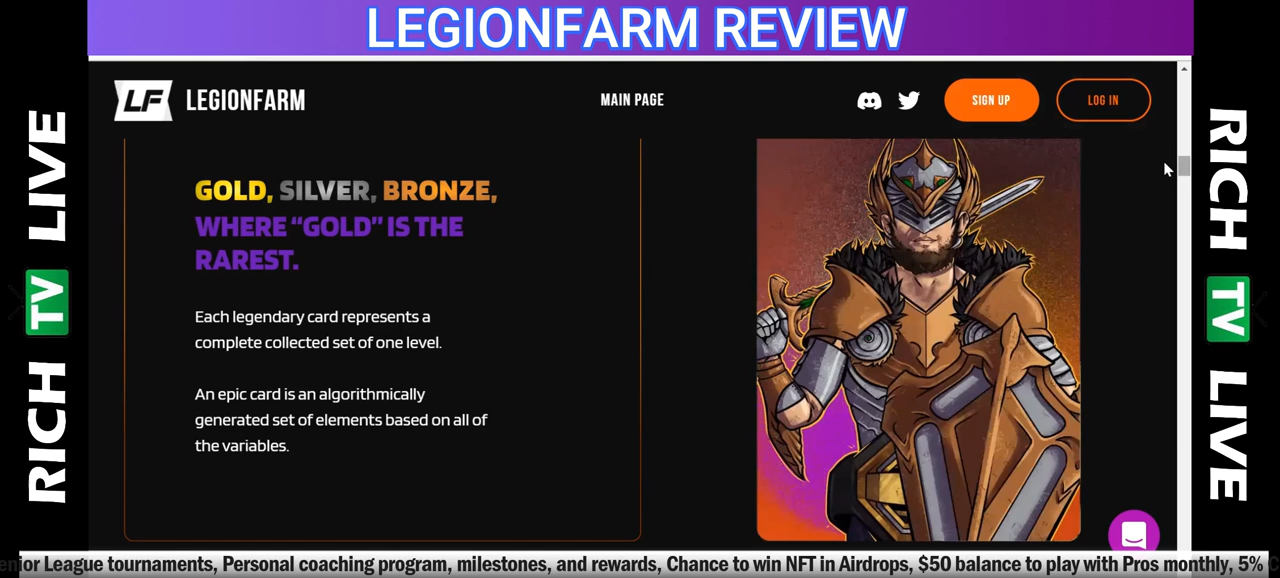 LEGIONFARM REVIEW
LF LEGIONFARM
MAIN PAGE
SIGN UP
LOG IN
GOLD, SILVER, BRONZE,
WHERE “GOLD” IS THE
RAREST.
Each legendary card represents a
complete collected set of one level.
An epic card is an algorithmically
generated set of elements based on all of
the variables.
RICH TV LIVE
RICH TV LIVE
League tournaments, Personal coaching program, milestones, and rewards, Chance to win NFT in Airdrops, $50 balance to play with Pros monthly, 5%